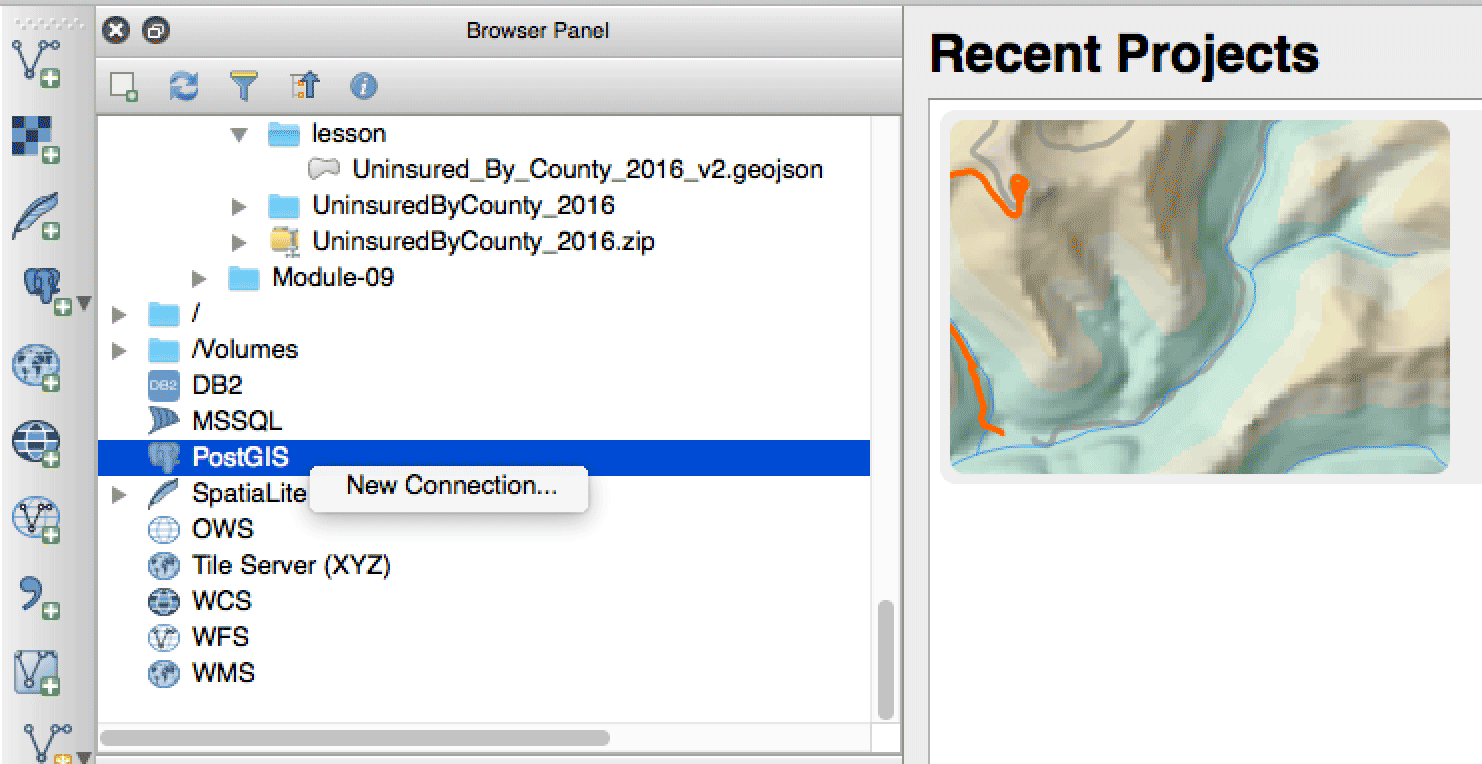 Browser Panel
lesson
Uninsured_By_County_2016_v2.geojson
UninsuredByCounty_2016
UninsuredByCounty_2016.zip
Module-09
/
/Volumes
DB2
DB2
MSSQL
PostGIS
New Connection...
SpatiaLite
OWS
Tile Server (XYZ)
WCS
WFS
WMS
Recent Projects